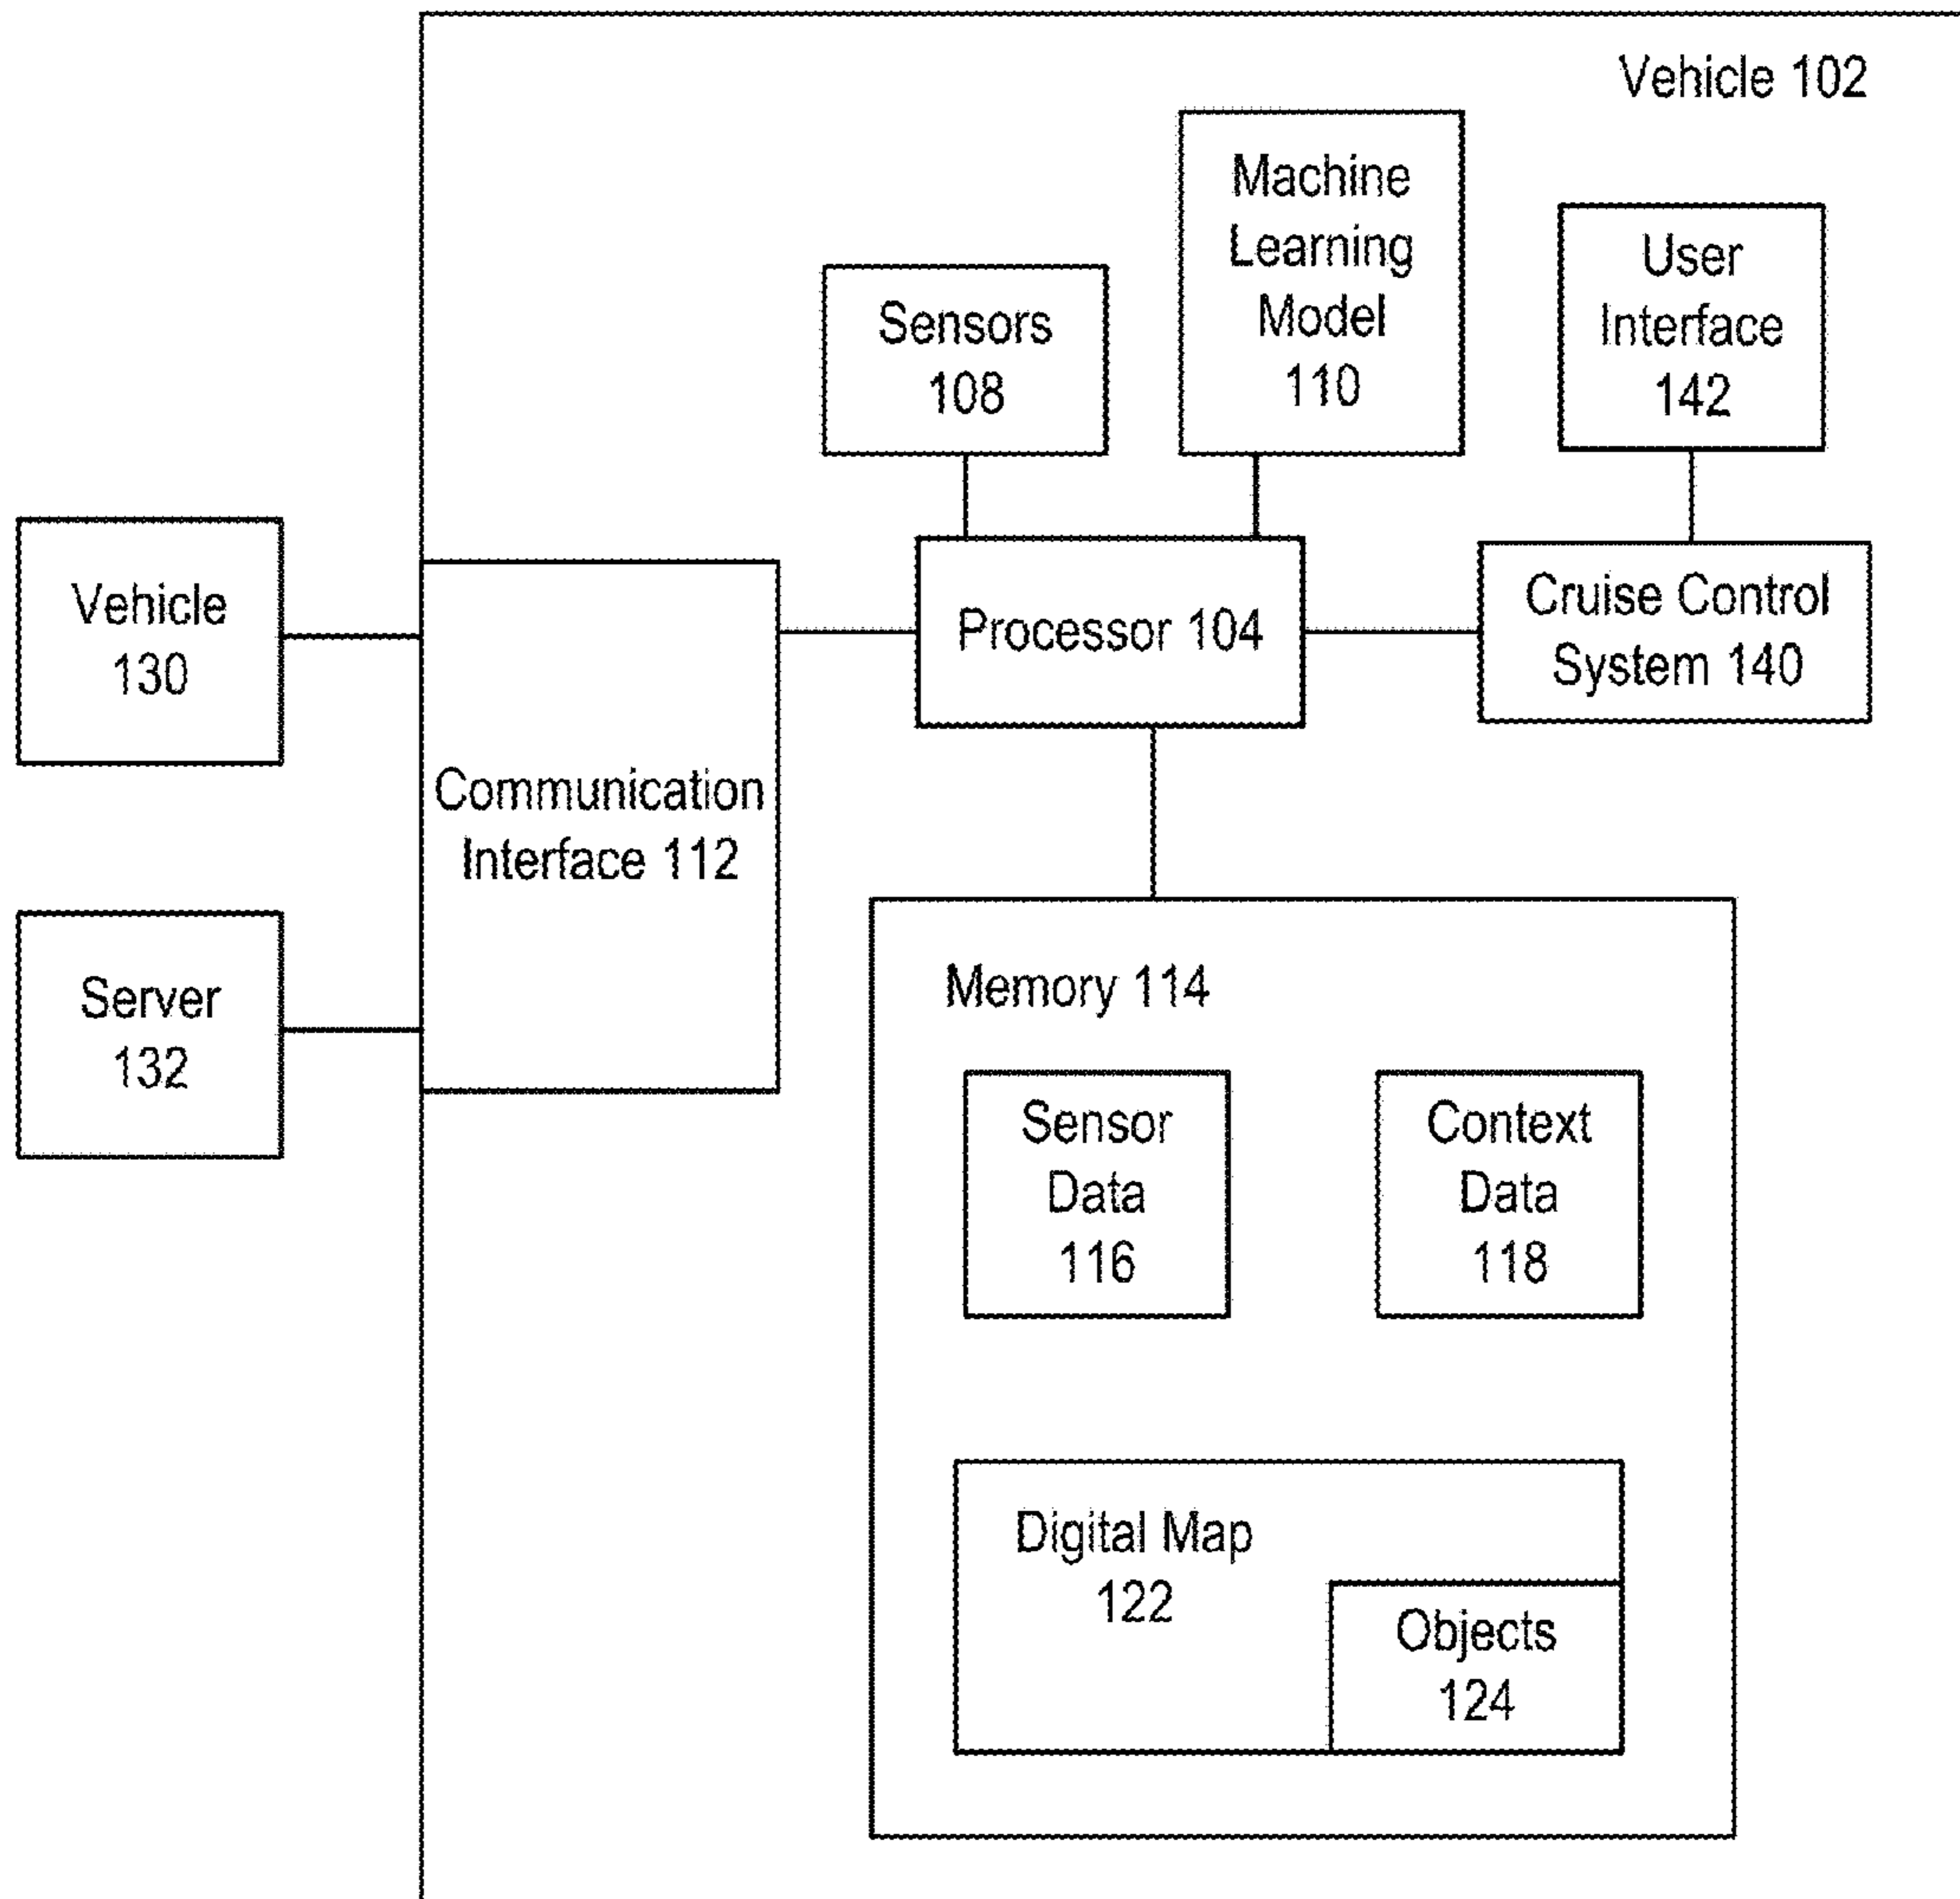 Vehicle 102
Machine
Learning
Model
110
User
Interface
142
Sensors
108
Vehicle
130
Processor 104
Cruise Control
System 140
Communication
Interface 112
Server
132
Memory 114
Sensor
Data
116
Context
Data
118
Digital Map
122
Objects
124